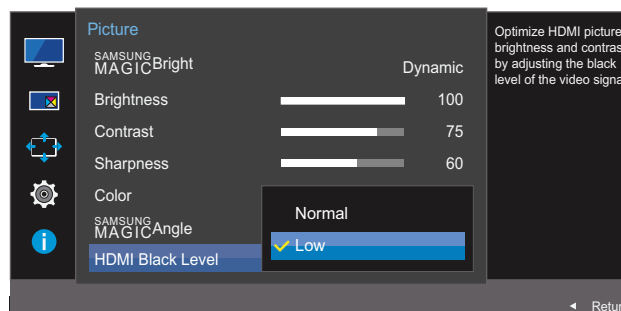 Picture
SAMSUNG
MAGICBright Dynamic
Brightness 100
Contrast 75
Sharpness 60
Color
SAMSUNG
MAGICAngle
HDMI Black Level
Normal
Low
Optimize HDMI picture
brightness and contras
by adjusting the black
level of the video signa
Retur